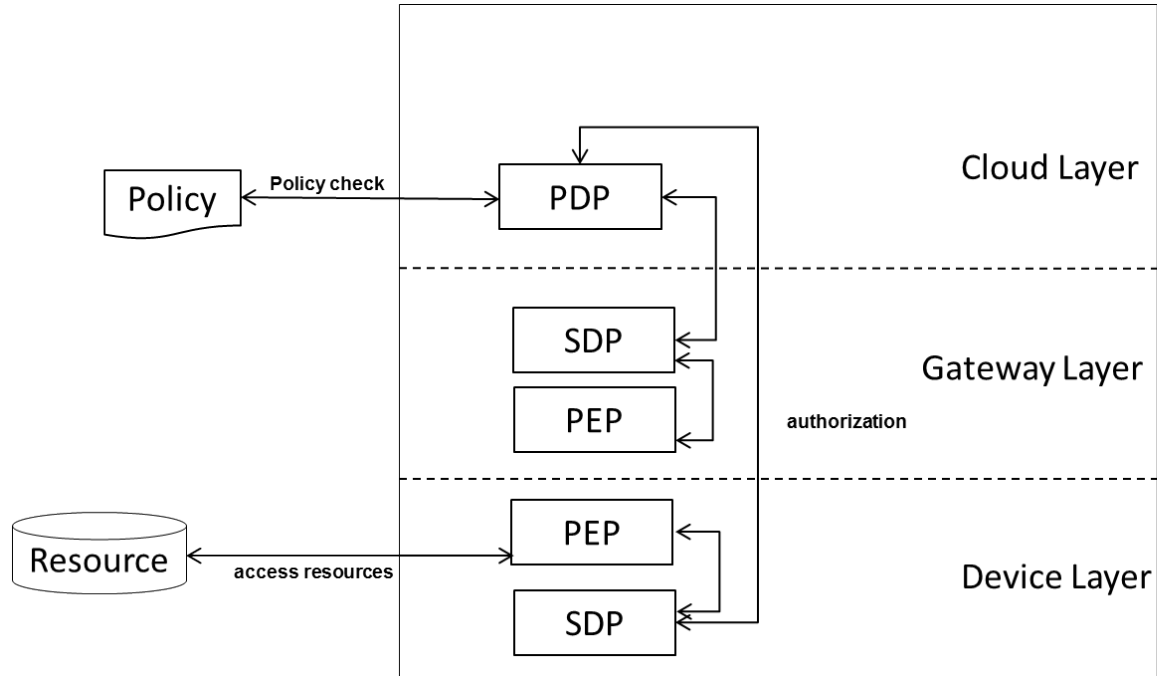 Cloud Layer
Policy
Policy check
PDP
SDP
Gateway Layer
PEP
authorization
PEP
Resource
access resources
Device Layer
SDP